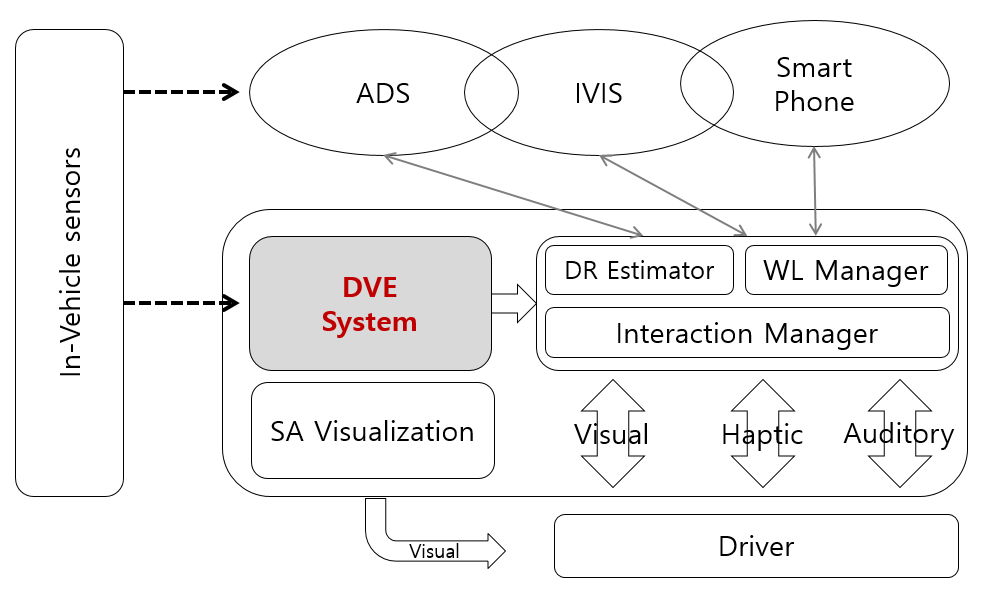 In-Vehicle sensors
ADS
IVIS
Smart
Phone
DVE
System
DR Estimator
WL Manager
Interaction Manager
SA Visualization
Visual
Haptic
Auditory
Visual
Driver